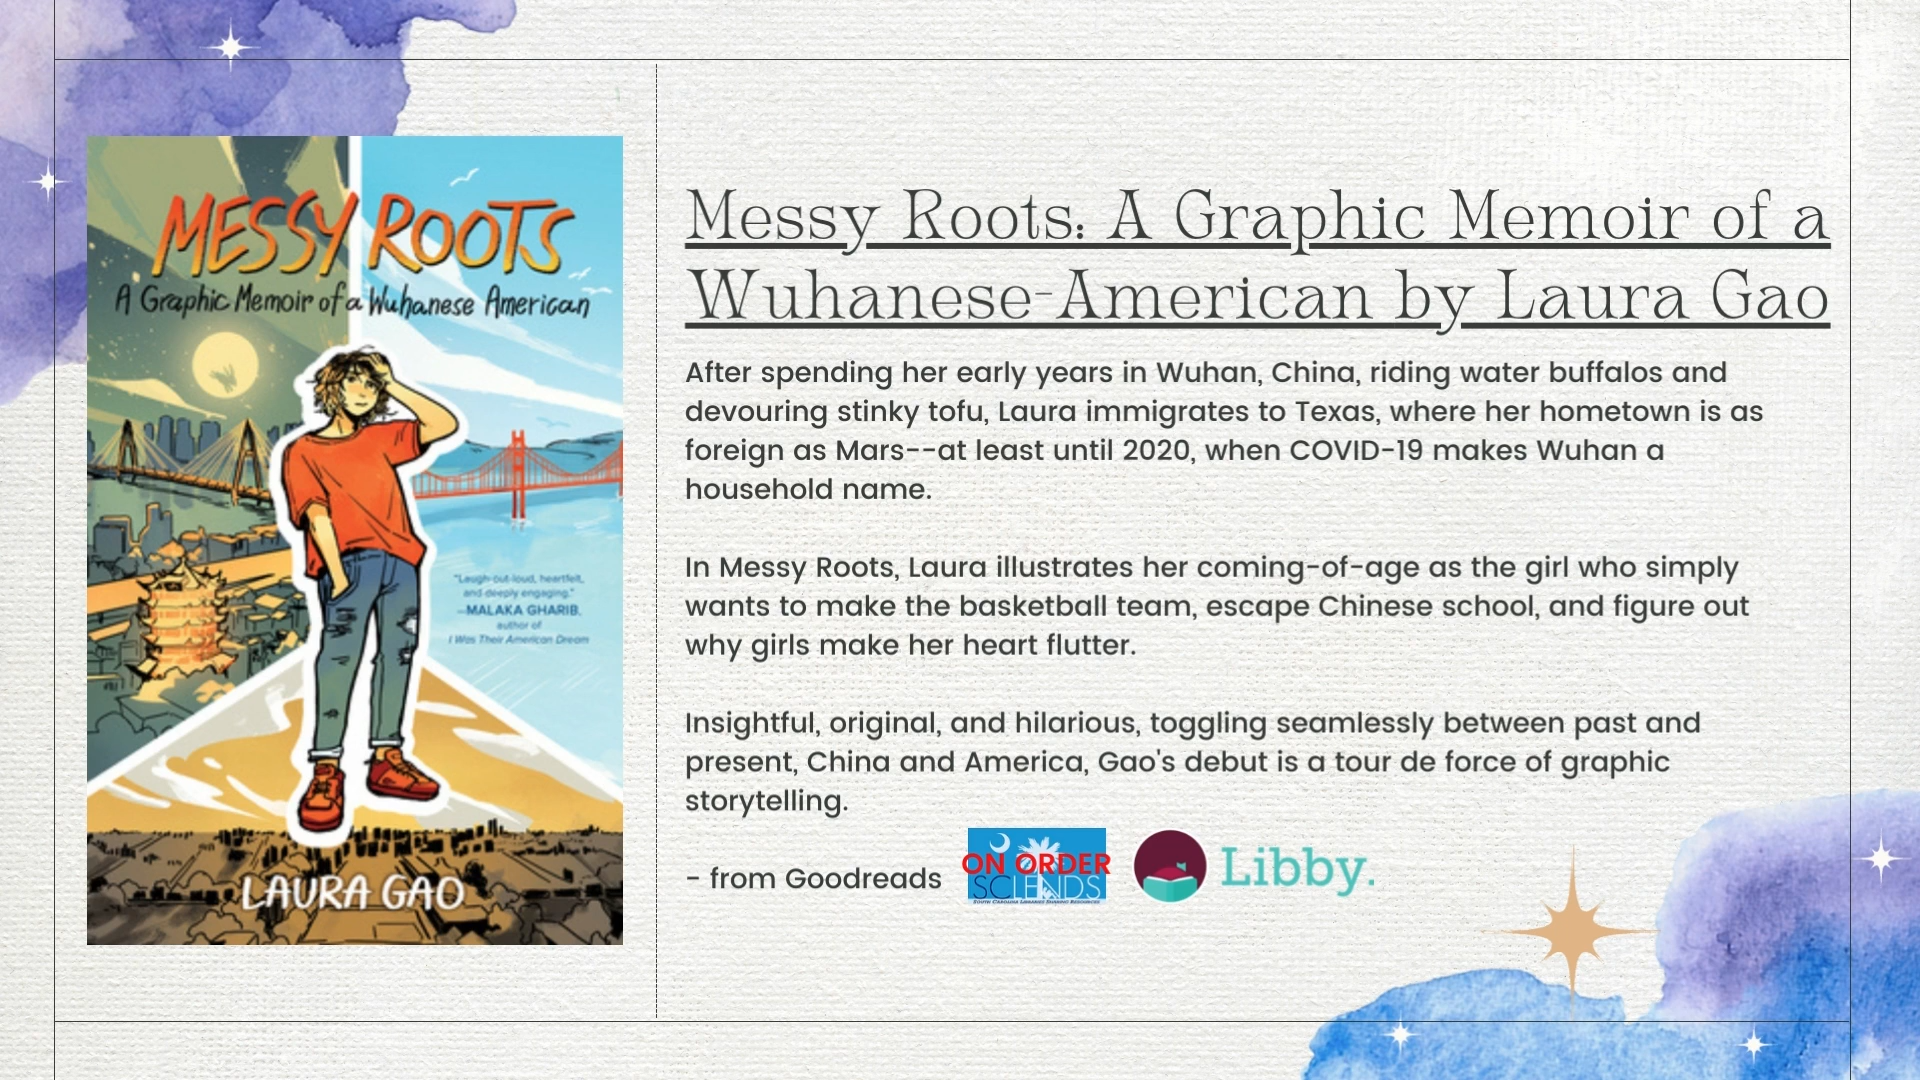 MESSY ROOTS
A Graphic Memoir of a Wuhanese American
"Laugh-out-loud, heartfelt,
and deeply engaging."
—MALAKA GHARIB,
author of
I Was Their American Dream
LAURA GAO
Messy Roots: A Graphic Memoir of a
Wuhanese-American by Laura Gao
After spending her early years in Wuhan, China, riding water buffalos and
devouring stinky tofu, Laura immigrates to Texas, where her hometown is as
foreign as Mars--at least until 2020, when COVID-19 makes Wuhan a
household name.
In Messy Roots, Laura illustrates her coming-of-age as the girl who simply
wants to make the basketball team, escape Chinese school, and figure out
why girls make her heart flutter.
Insightful, original, and hilarious, toggling seamlessly between past and
present, China and America, Gao's debut is a tour de force of graphic
storytelling.
- from Goodreads
ON ORDER
SCLENDS
South Carolina Libraries Sharing Resources
Libby.